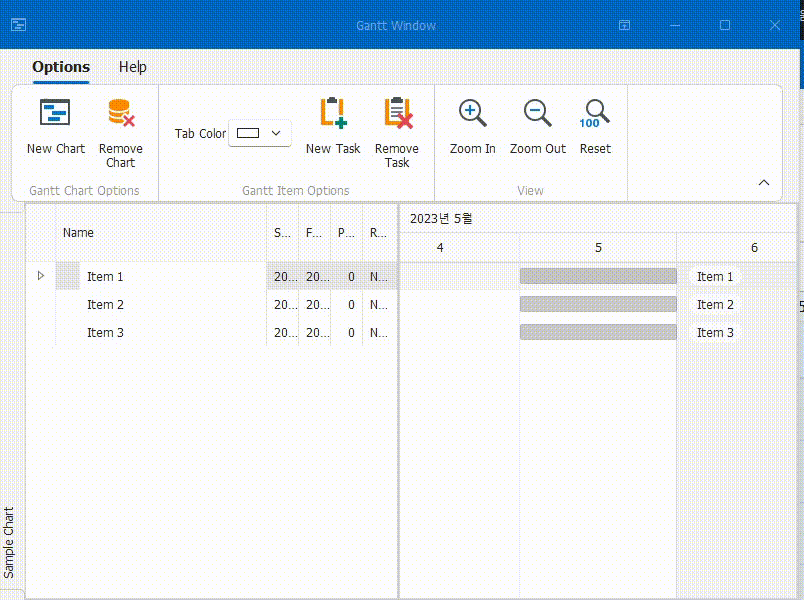 Gantt Window
Options Help
New Chart
Remove Chart
Gantt Chart Options
Tab Color
New Task
Remove Task
Gantt Item Options
Zoom In
Zoom Out
100
Reset
View
Name S... F... P... R...
2023년 5월
4 5 6
Item 1 20... 20... 0 N... Item 1
Item 2 20... 20... 0 N... Item 2
Item 3 20... 20... 0 N... Item 3
Sample Chart